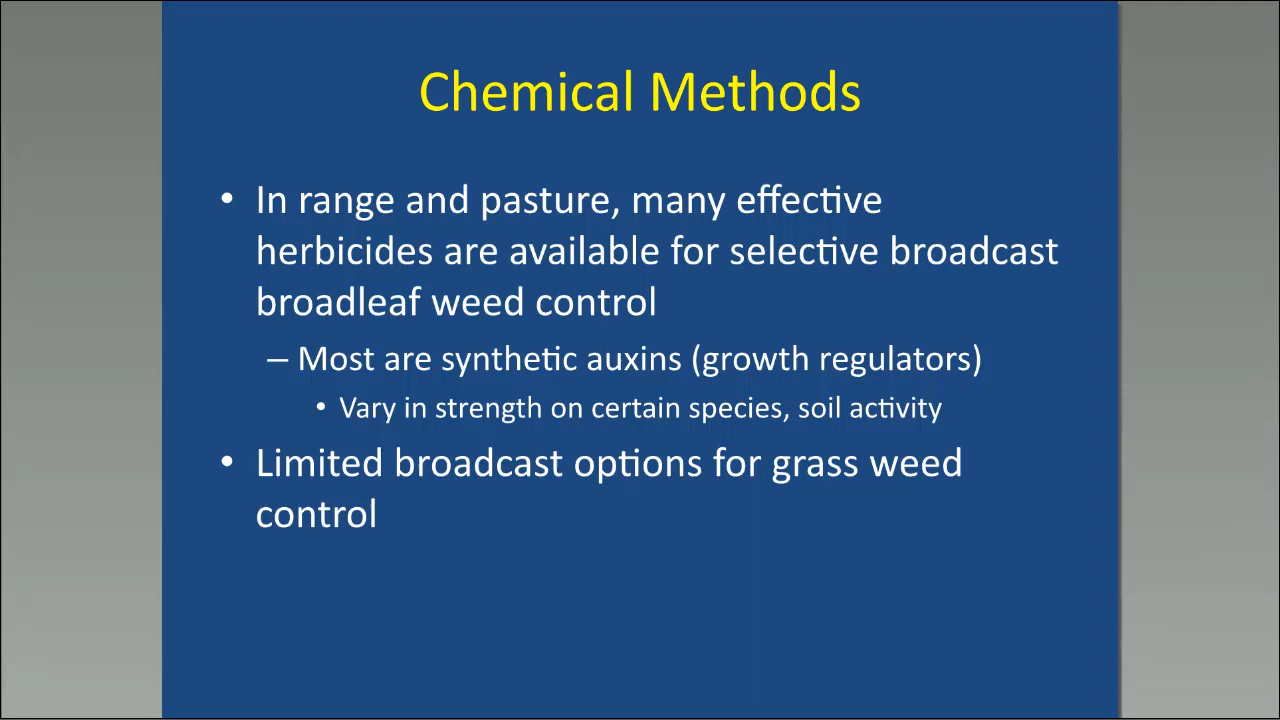 Chemical Methods
• In range and pasture, many effective
herbicides are available for selective broadcast
broadleaf weed control
– Most are synthetic auxins (growth regulators)
• Vary in strength on certain species, soil activity
• Limited broadcast options for grass weed
control